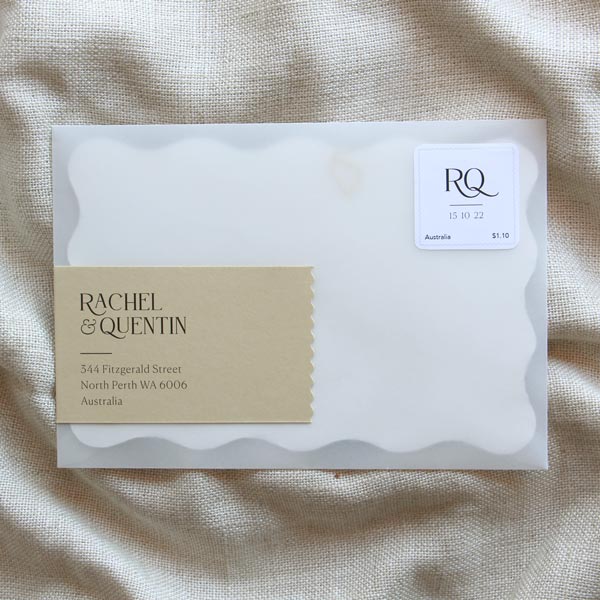 RQ
15 10 22
Australia $1.10
RACHEL
& QUENTIN
344 Fitzgerald Street
North Perth WA 6006
Australia